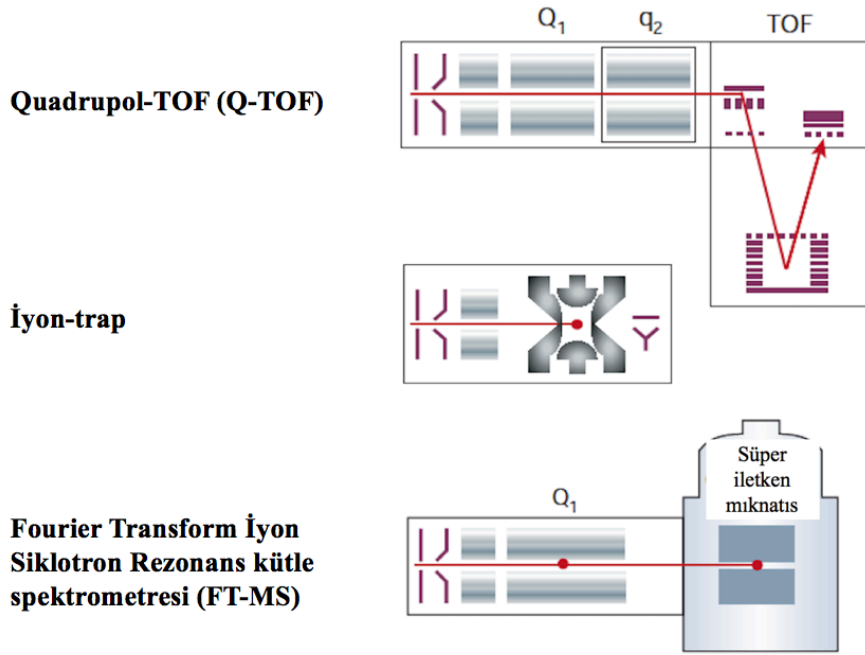 Q1 q2 TOF
Quadrupol-TOF (Q-TOF)
İyon-trap
Süper
iletken
mıknatıs
Q1
Fourier Transform İyon
Siklotron Rezonans kütle
spektrometresi (FT-MS)